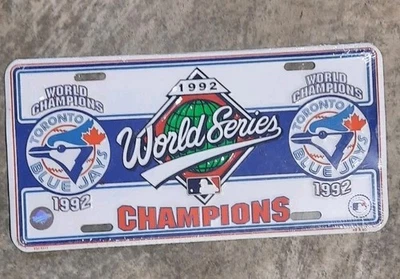 WORLD
CHAMPIONS
TORONTO
BLUE JAYS
1992
1992
World Series
CHAMPIONS
WORLD
CHAMPIONS
TORONTO
BLUE JAYS
1992